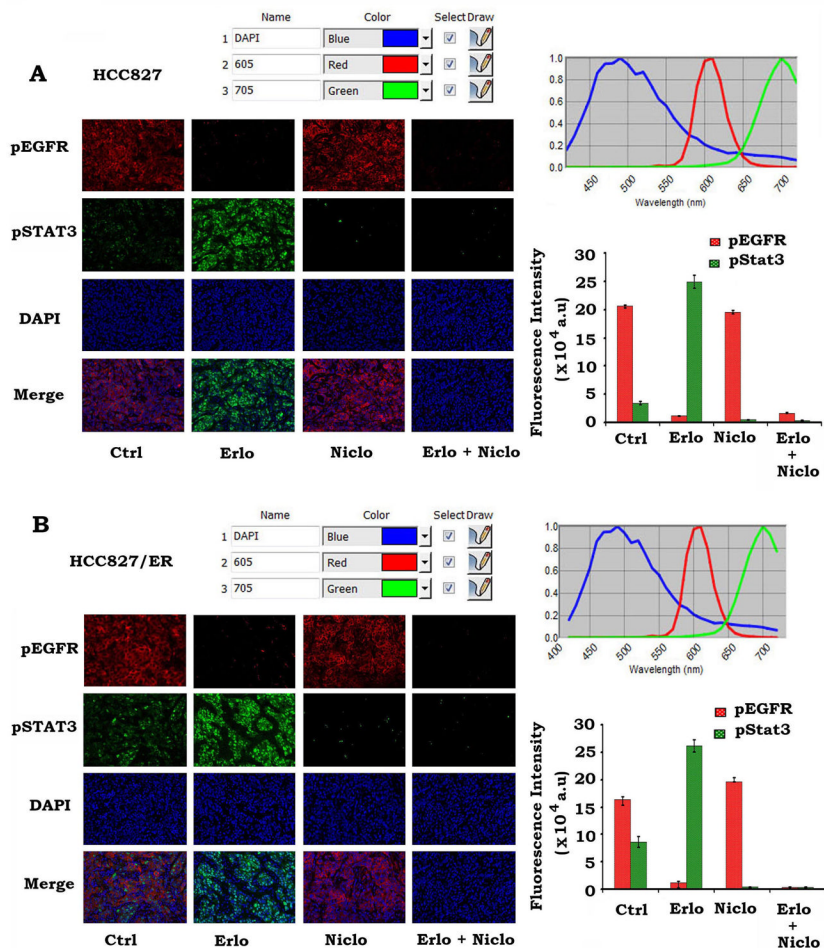 Name Color Select Draw
1 DAPI Blue
2 605 Red
3 705 Green
A HCC827
pEGFR
pSTAT3
DAPI
Merge
Ctrl Erlo Niclo Erlo + Niclo
1.0
0.8
0.6
0.4
0.2
0.0
450 500 550 600 650 700
Wavelength (nm)
pEGFR
pStat3
Fluorescence Intensity
(x10⁴ a.u)
30
25
20
15
10
5
0
Ctrl Erlo Niclo Erlo
+
Niclo
Name Color Select Draw
1 DAPI Blue
2 605 Red
3 705 Green
B
HCC827/ER
pEGFR
pSTAT3
DAPI
Merge
Ctrl Erlo Niclo Erlo + Niclo
1.0
0.8
0.6
0.4
0.2
0.0
400 450 500 550 600 650 700
Wavelength (nm)
pEGFR
pStat3
Fluorescence Intensity
(x10⁴ a.u)
30
25
20
15
10
5
0
Ctrl Erlo Niclo Erlo
+
Niclo